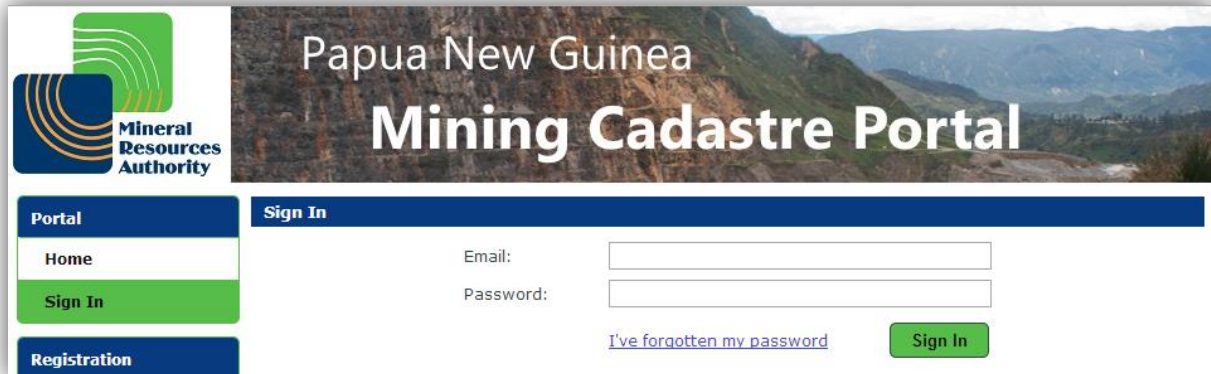 Mineral
Resources
Authority
Papua New Guinea
Mining Cadastre Portal
Portal
Home
Sign In
Registration
Sign In
Email:
Password:
I've forgotten my password
Sign In